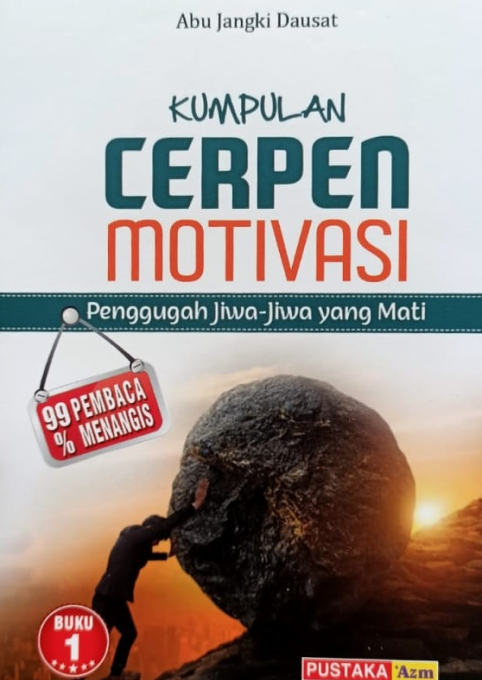 Abu Jangki Dausat
KUMPULAN
CERPEN
MOTIVASI
Penggugah Jiwa-Jiwa yang Mati
99 PEMBACA
% MENANGIS
BUKU
1
PUSTAKA 'Azm